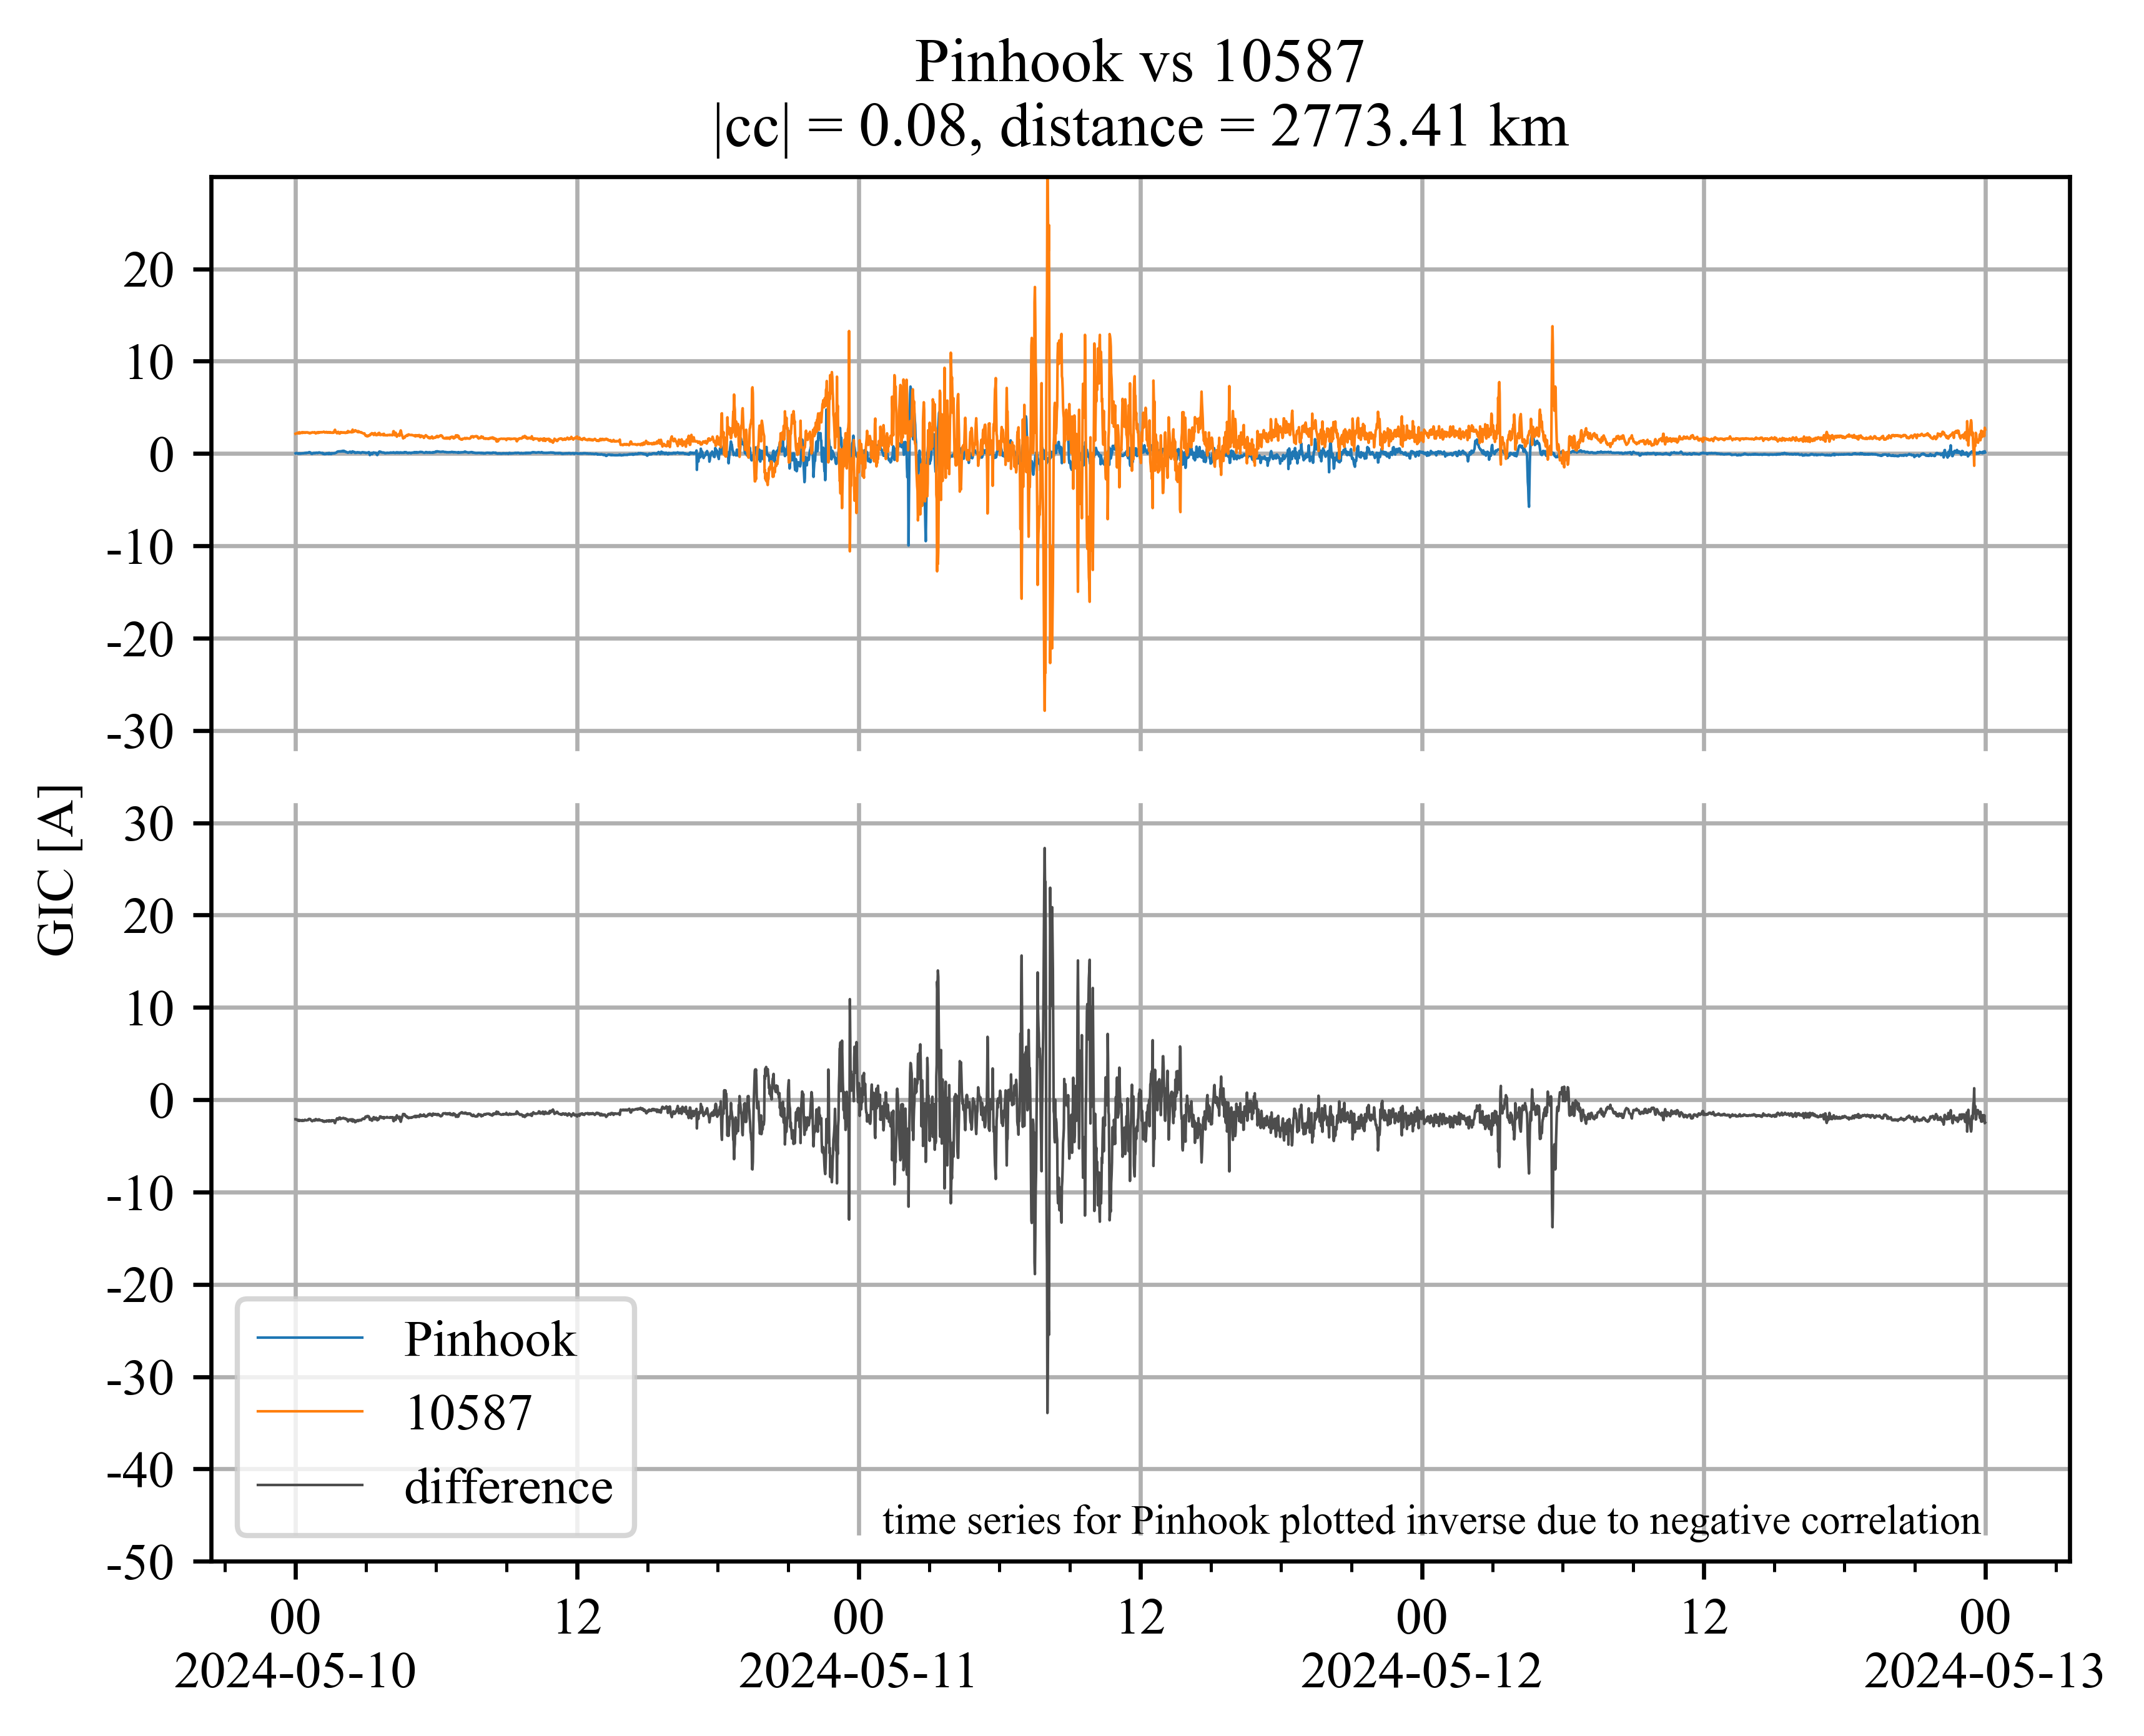 Pinhook vs 10587
|cc| = 0.08, distance = 2773.41 km
20
10
0
-10
-20
-30
30
20
10
0
-10
-20
-30
-40
-50
GIC [A]
Pinhook
10587
difference
time series for Pinhook plotted inverse due to negative correlation
00 12 00 12 00 12 00
2024-05-10 2024-05-11 2024-05-12 2024-05-13